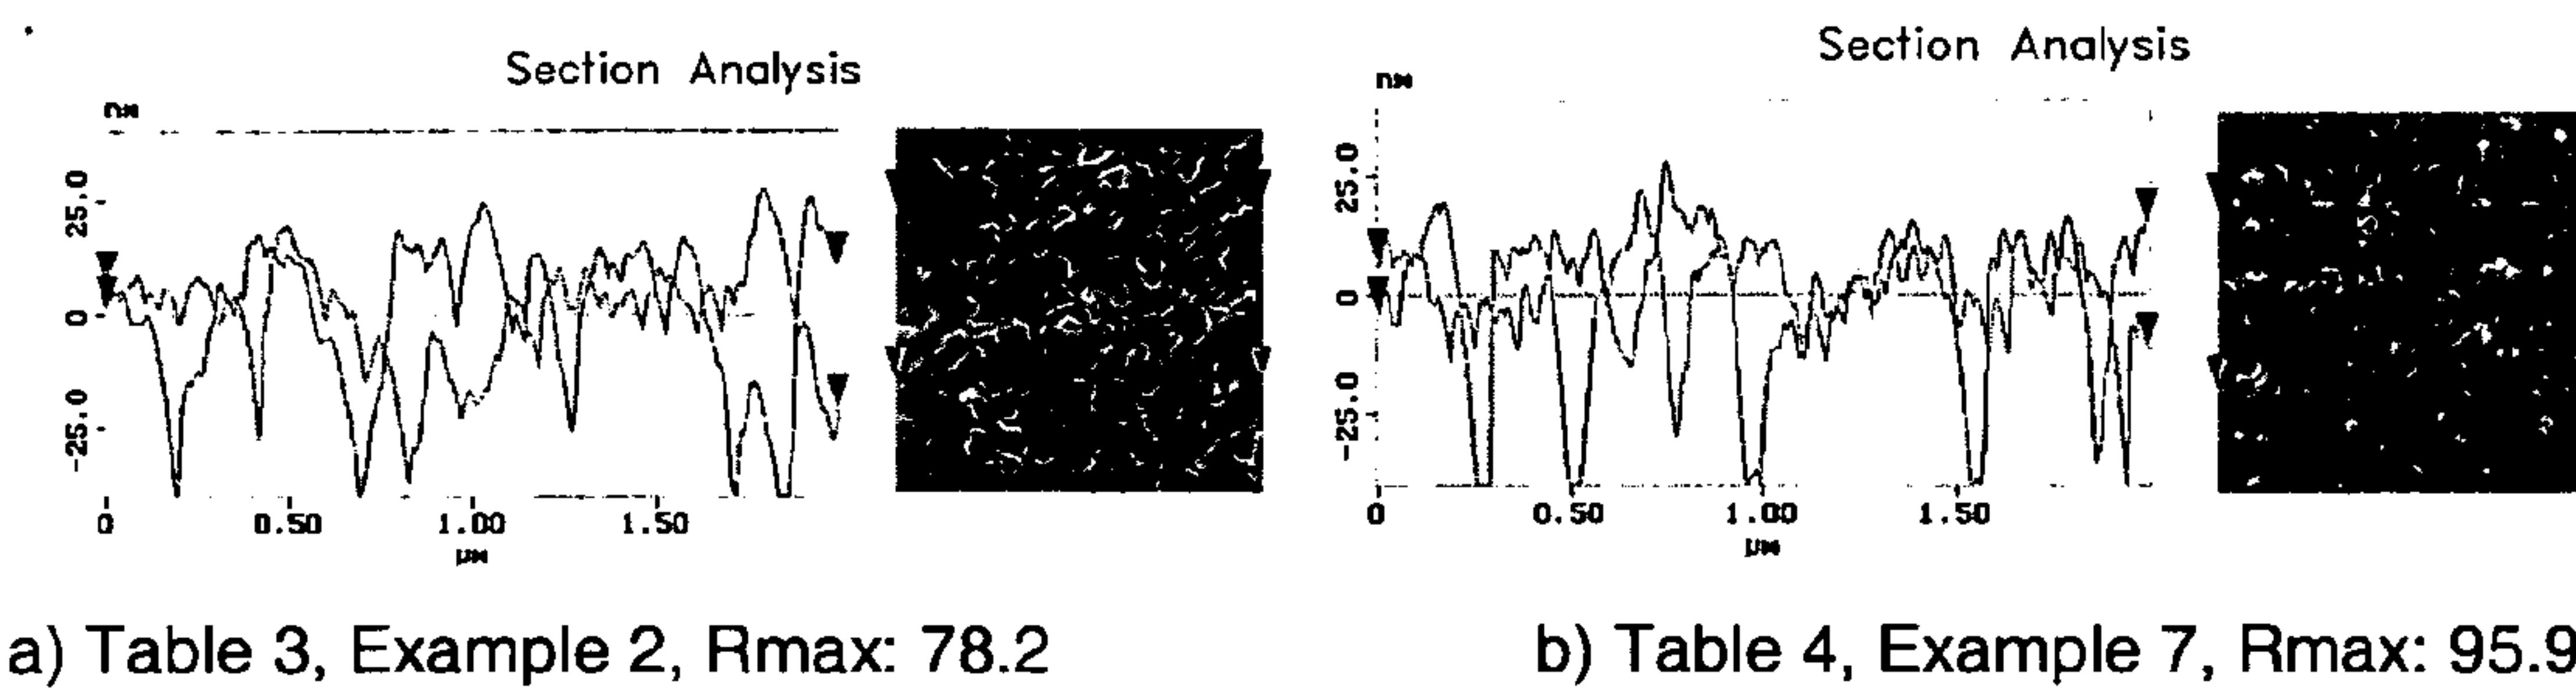 Section Analysis
nm
25.0
0
-25.0
0 0.50 1.00 1.50
µm
a) Table 3, Example 2, Rmax: 78.2
Section Analysis
nm
25.0
0
-25.0
0 0.50 1.00 1.50
µm
b) Table 4, Example 7, Rmax: 95.9